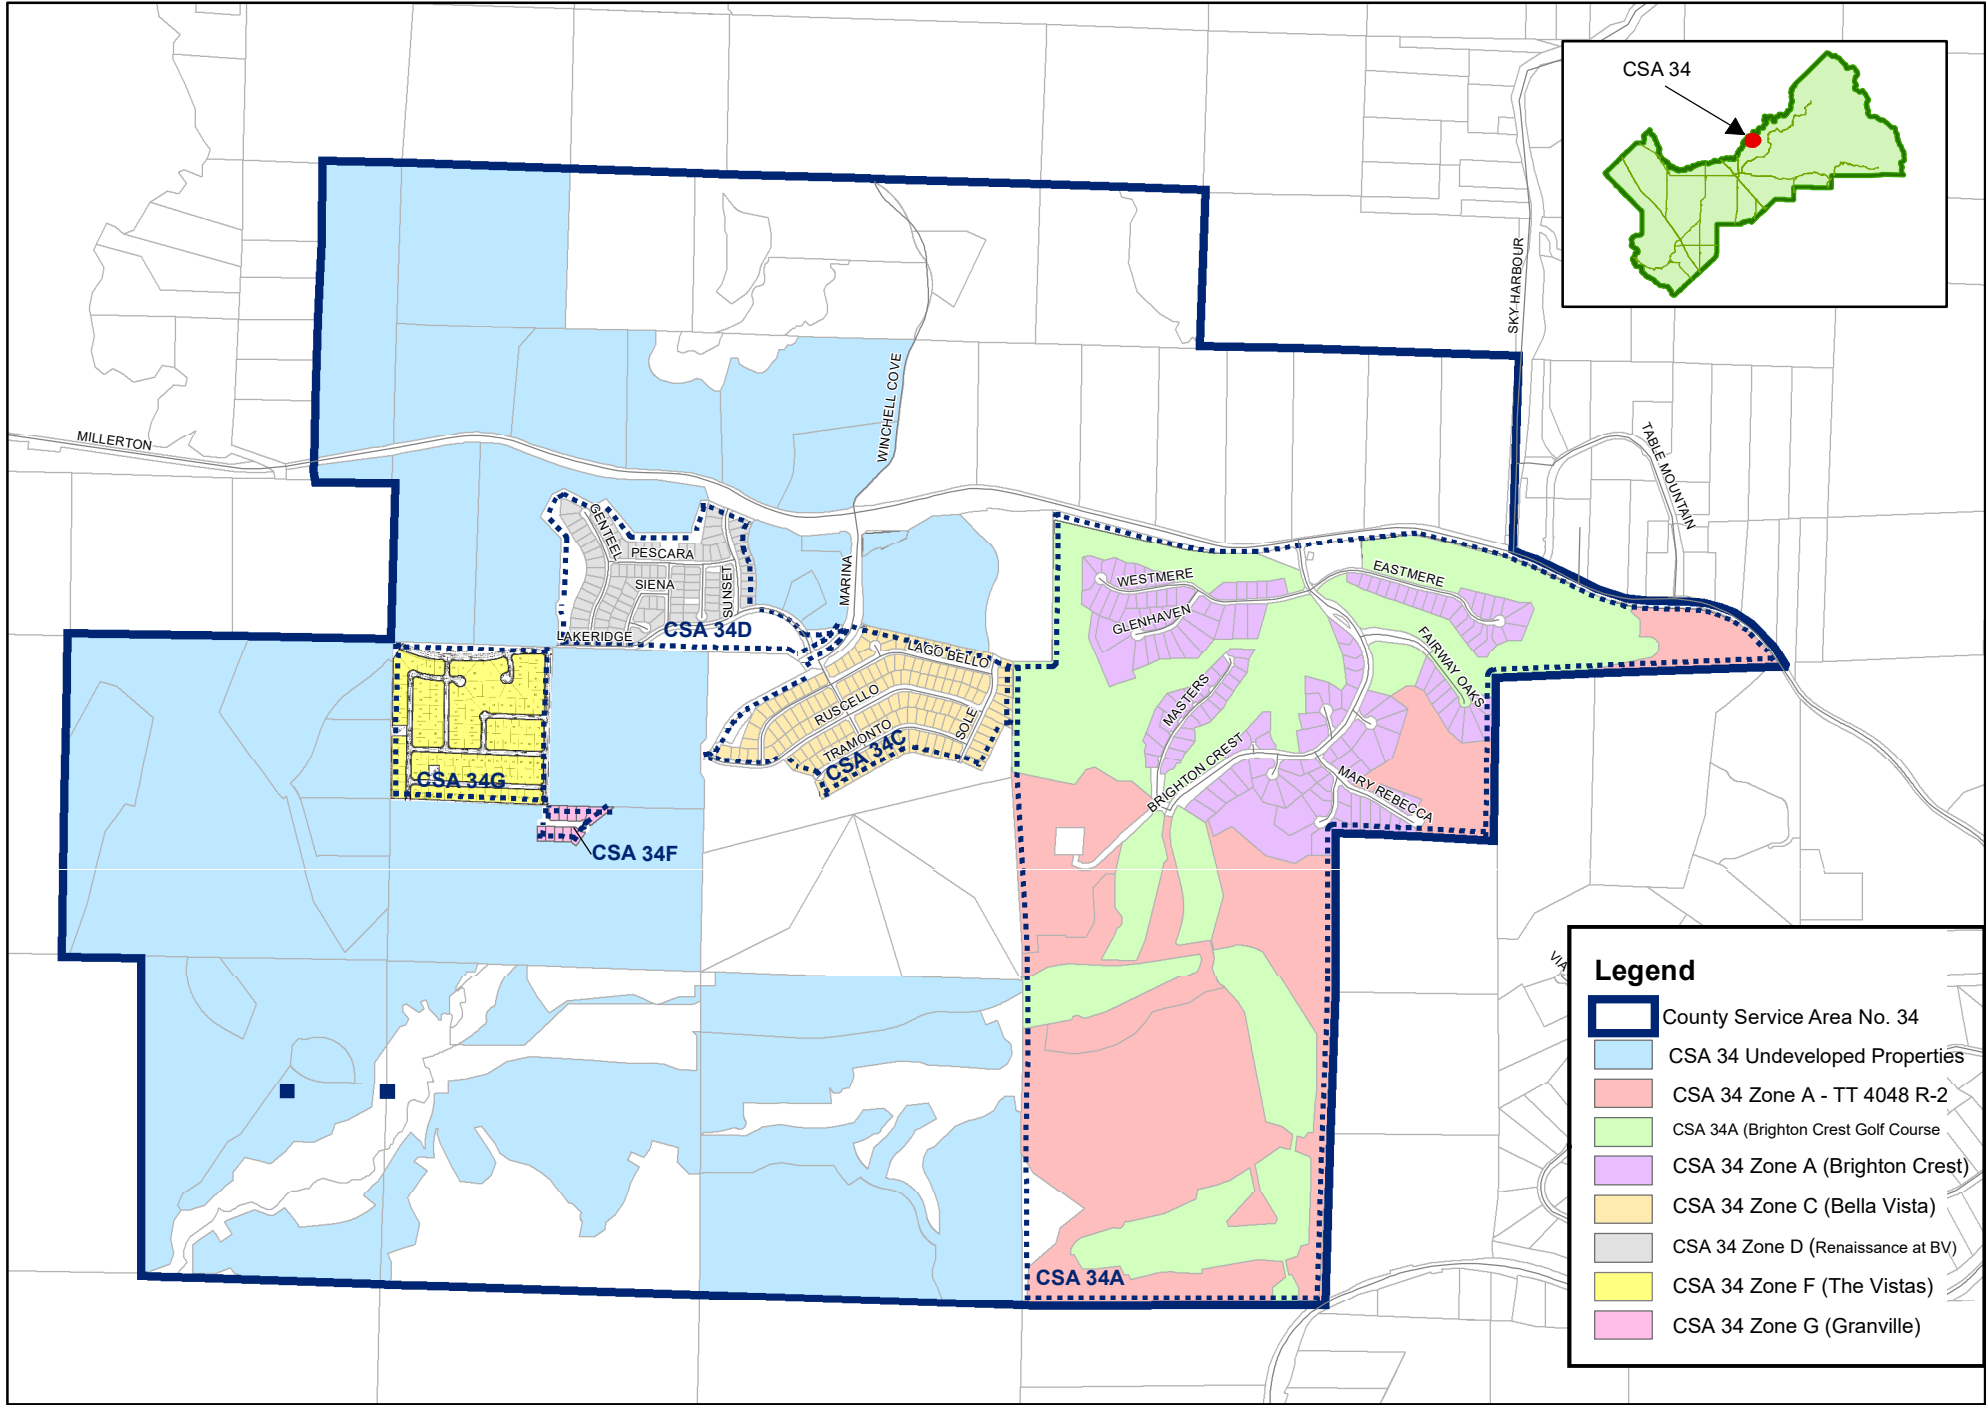 CSA 34
SKY HARBOUR
WINCHELL COVE
MILLERTON
TABLE MOUNTAIN
GENTEEL
PESCARA
SIENA
SUNSET
MARINA
LAKERIDGE
CSA 34D
WESTMERE
EASTMERE
GLENHAVEN
FAIRWAY OAKS
LAGO BELLO
RUSCELLO
MASTERS
SOLE
TRAMONTO
CSA 34C
BRIGHTON CREST
MARY REBECCA
CSA 34G
CSA 34F
VIA
CSA 34A
Legend
County Service Area No. 34
CSA 34 Undeveloped Properties
CSA 34 Zone A - TT 4048 R-2
CSA 34A (Brighton Crest Golf Course
CSA 34 Zone A (Brighton Crest)
CSA 34 Zone C (Bella Vista)
CSA 34 Zone D (Renaissance at BV)
CSA 34 Zone F (The Vistas)
CSA 34 Zone G (Granville)